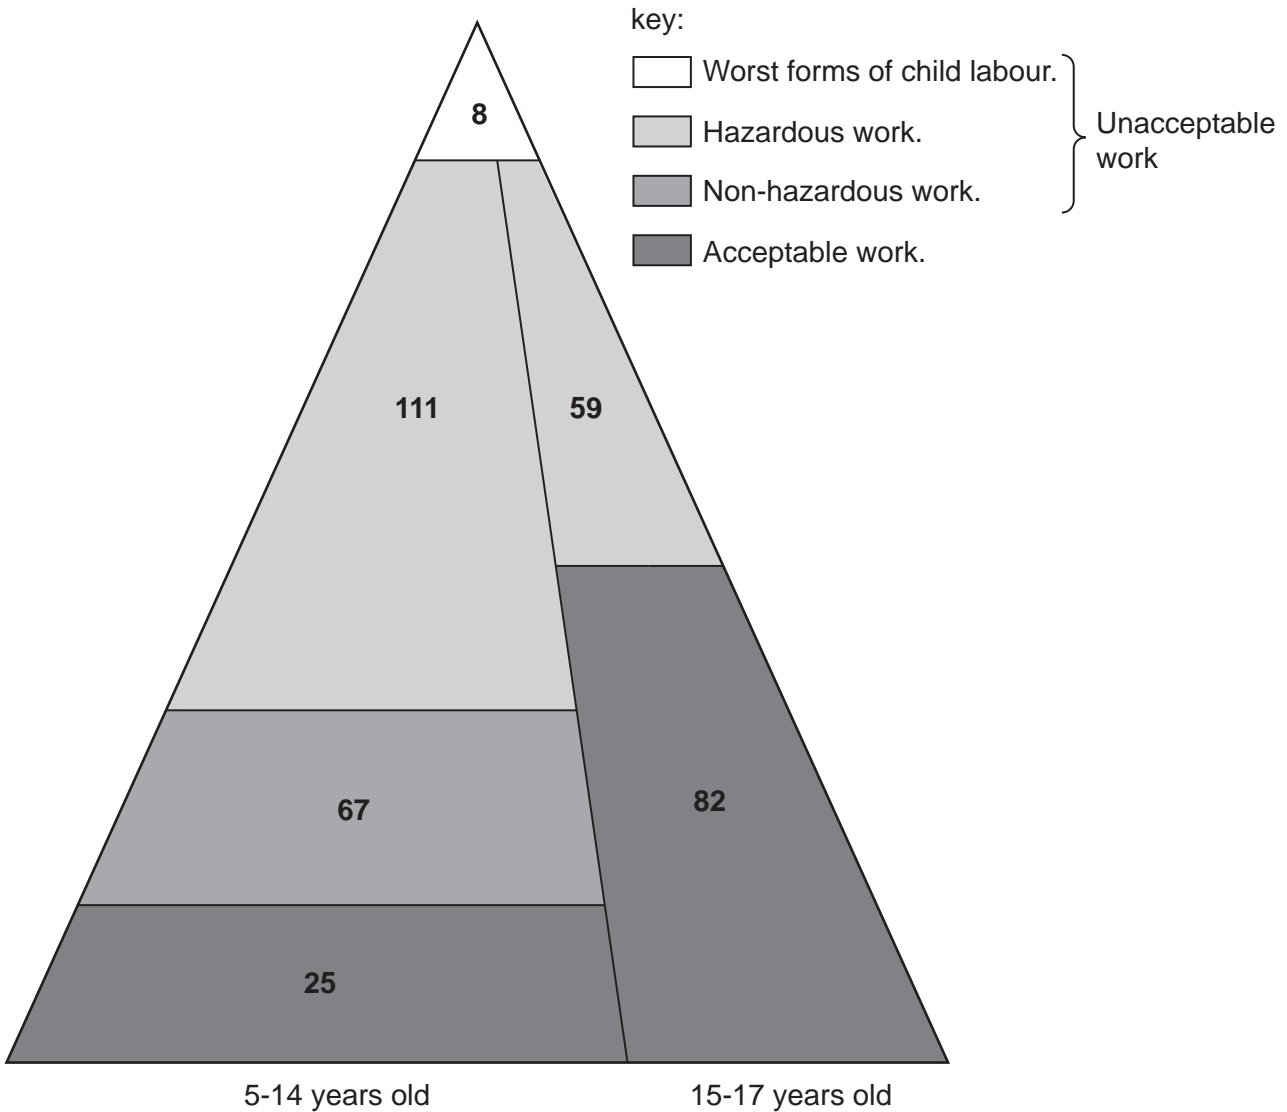 key:
Worst forms of child labour.
Hazardous work.
Non-hazardous work.
Acceptable work.
Unacceptable
work
8
111
59
67
82
25
5-14 years old
15-17 years old